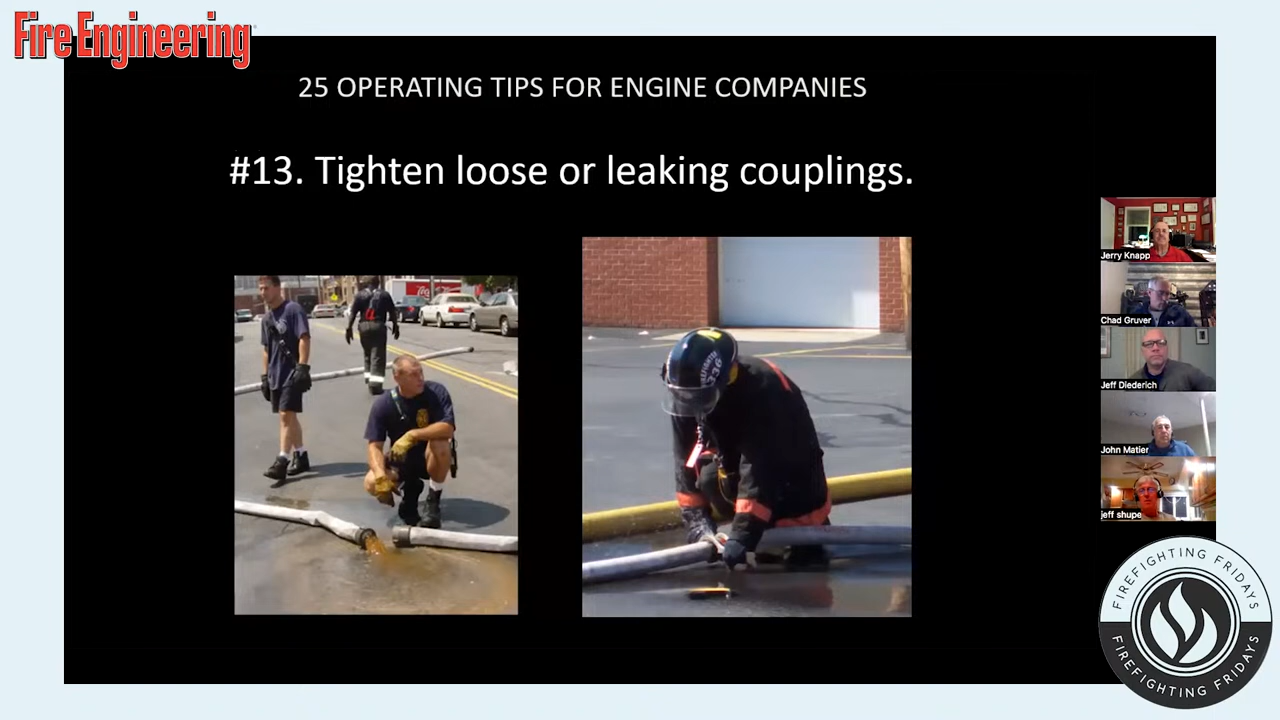 Fire Engineering
25 OPERATING TIPS FOR ENGINE COMPANIES
#13. Tighten loose or leaking couplings.
Jerry Knapp
Chad Gruver
Jeff Diederich
John Matier
jeff shupe
FIREFIGHTING FRIDAYS
FIREFIGHTING FRIDAYS
336